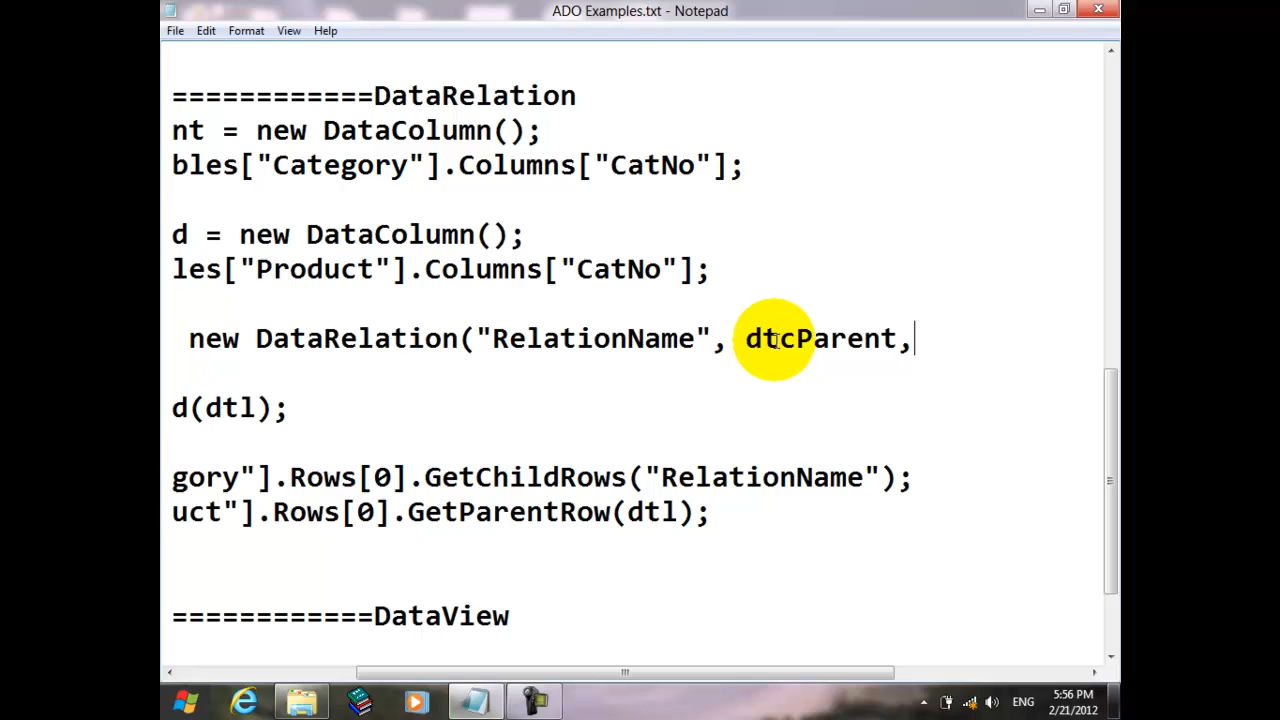 ADO Examples.txt - Notepad
File Edit Format View Help
============DataRelation
nt = new DataColumn();
bles["Category"].Columns["CatNo"];
d = new DataColumn();
les["Product"].Columns["CatNo"];
new DataRelation("RelationName", dtcParent,
d(dtl);
gory"].Rows[0].GetChildRows("RelationName");
uct"].Rows[0].GetParentRow(dtl);
============DataView
ENG
5:56 PM
2/21/2012